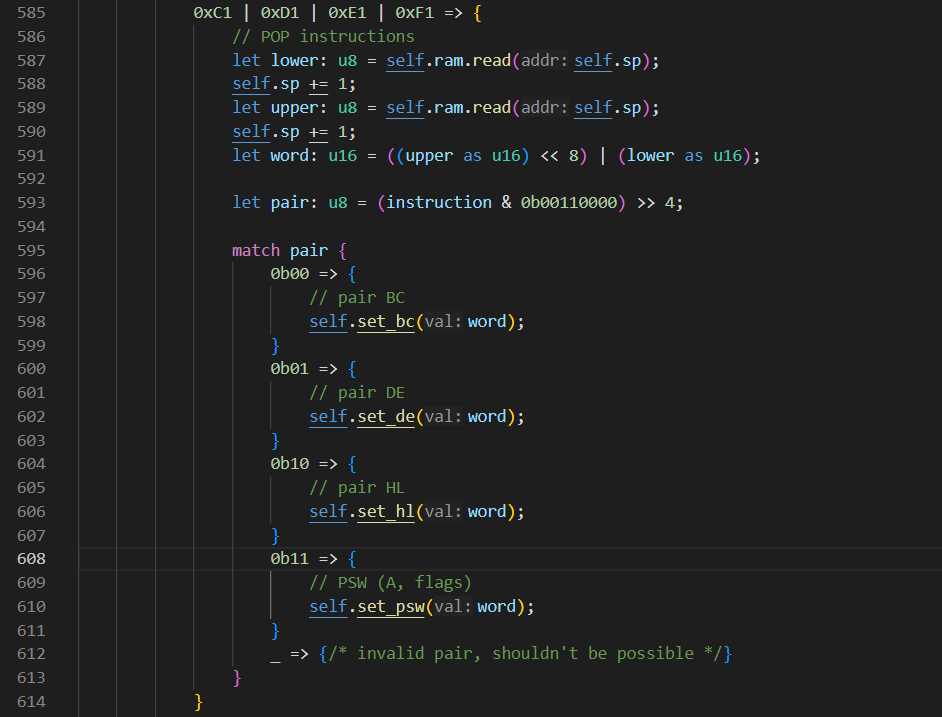 585 0xC1 | 0xD1 | 0xE1 | 0xF1 => {
586 // POP instructions
587 let lower: u8 = self.ram.read(addr: self.sp);
588 self.sp += 1;
589 let upper: u8 = self.ram.read(addr: self.sp);
590 self.sp += 1;
591 let word: u16 = ((upper as u16) << 8) | (lower as u16);
592
593 let pair: u8 = (instruction & 0b00110000) >> 4;
594
595 match pair {
596 0b00 => {
597 // pair BC
598 self.set_bc(val: word);
599 }
600 0b01 => {
601 // pair DE
602 self.set_de(val: word);
603 }
604 0b10 => {
605 // pair HL
606 self.set_hl(val: word);
607 }
608 0b11 => {
609 // PSW (A, flags)
610 self.set_psw(val: word);
611 }
612 _ => {/* invalid pair, shouldn't be possible */}
613 }
614 }